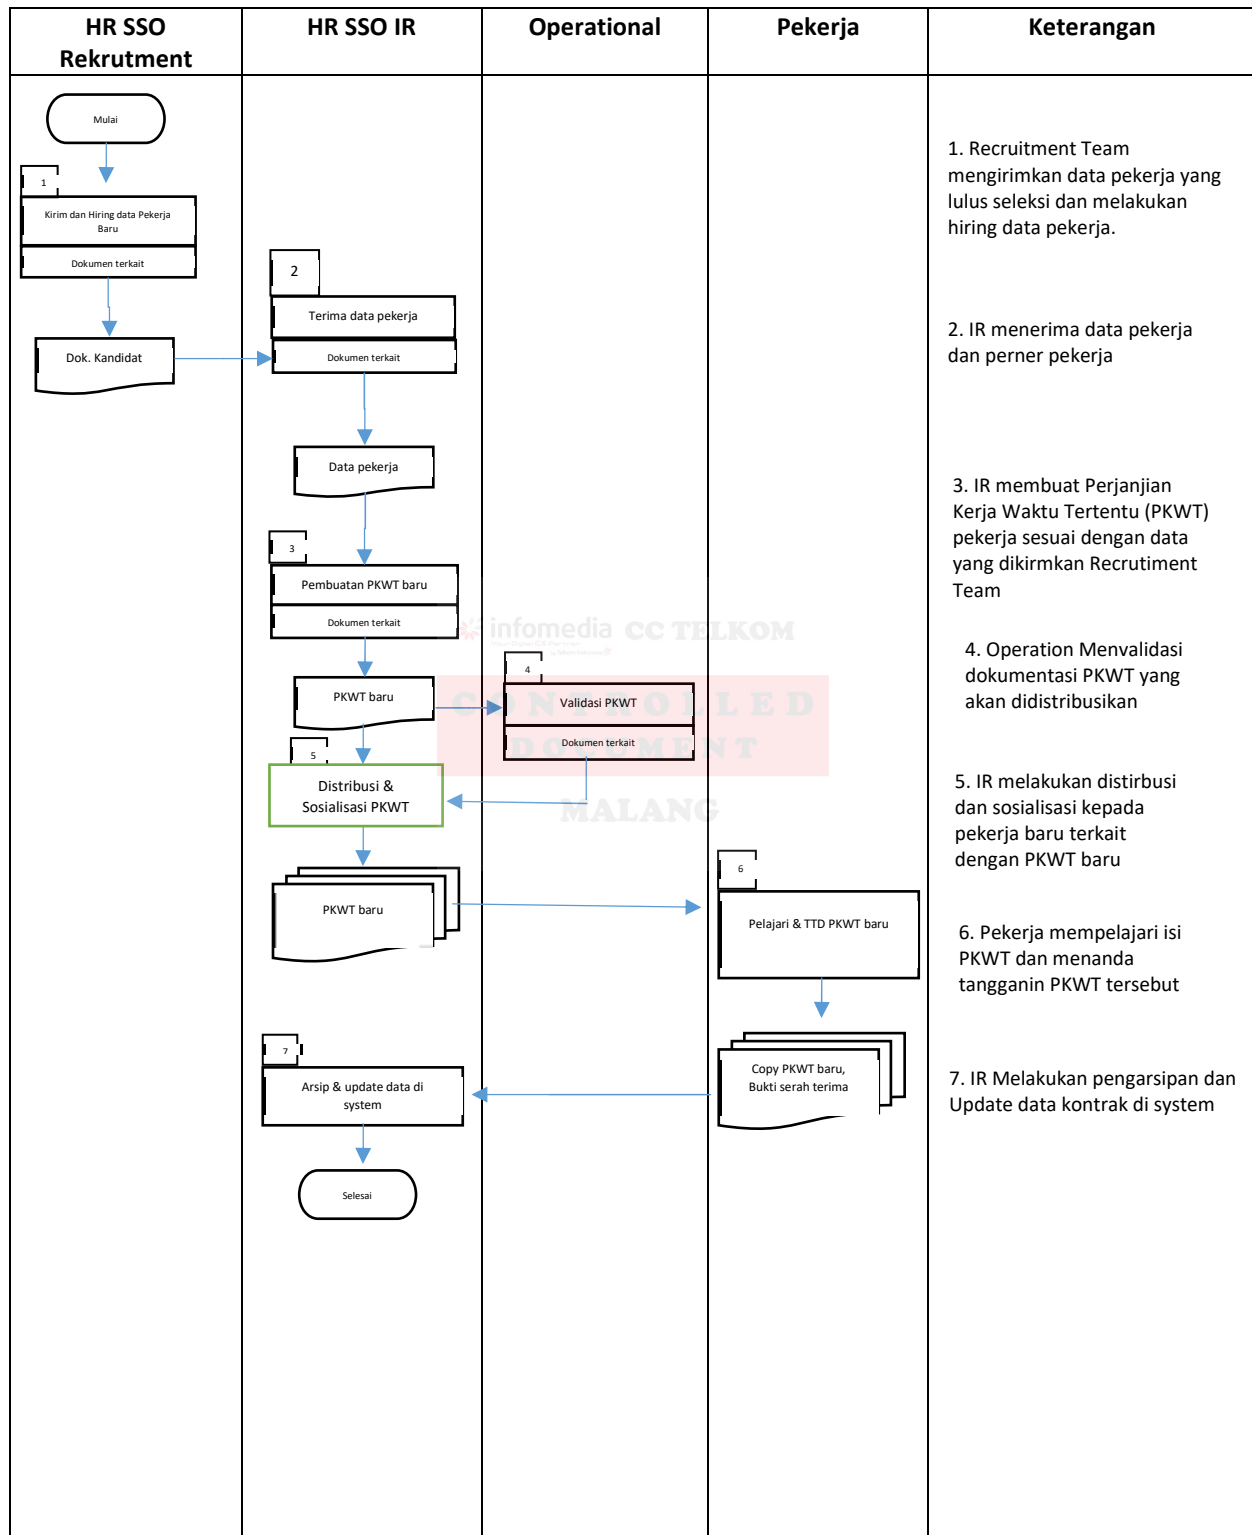 HR SSO
Rekrutment
HR SSO IR
Operational
Pekerja
Keterangan
Mulai
1
Kirim dan Hiring data Pekerja
Baru
Dokumen terkait
Dok. Kandidat
2
Terima data pekerja
Dokumen terkait
Data pekerja
3
Pembuatan PKWT baru
Dokumen terkait
PKWT baru
4
Validasi PKWT
Dokumen terkait
5
Distribusi &
Sosialisasi PKWT
PKWT baru
6
Pelajari & TTD PKWT baru
Copy PKWT baru,
Bukti serah terima
7
Arsip & update data di
system
Selesai
1. Recruitment Team
mengirimkan data pekerja yang
lulus seleksi dan melakukan
hiring data pekerja.
2. IR menerima data pekerja
dan perner pekerja
3. IR membuat Perjanjian
Kerja Waktu Tertentu (PKWT)
pekerja sesuai dengan data
yang dikirmkan Recrutiment
Team
4. Operation Menvalidasi
dokumentasi PKWT yang
akan didistribusikan
5. IR melakukan distirbusi
dan sosialisasi kepada
pekerja baru terkait
dengan PKWT baru
6. Pekerja mempelajari isi
PKWT dan menanda
tangganin PKWT tersebut
7. IR Melakukan pengarsipan dan
Update data kontrak di system
infomedia CC TELKOM
CONTROLLED
DOCUMENT
MALANG